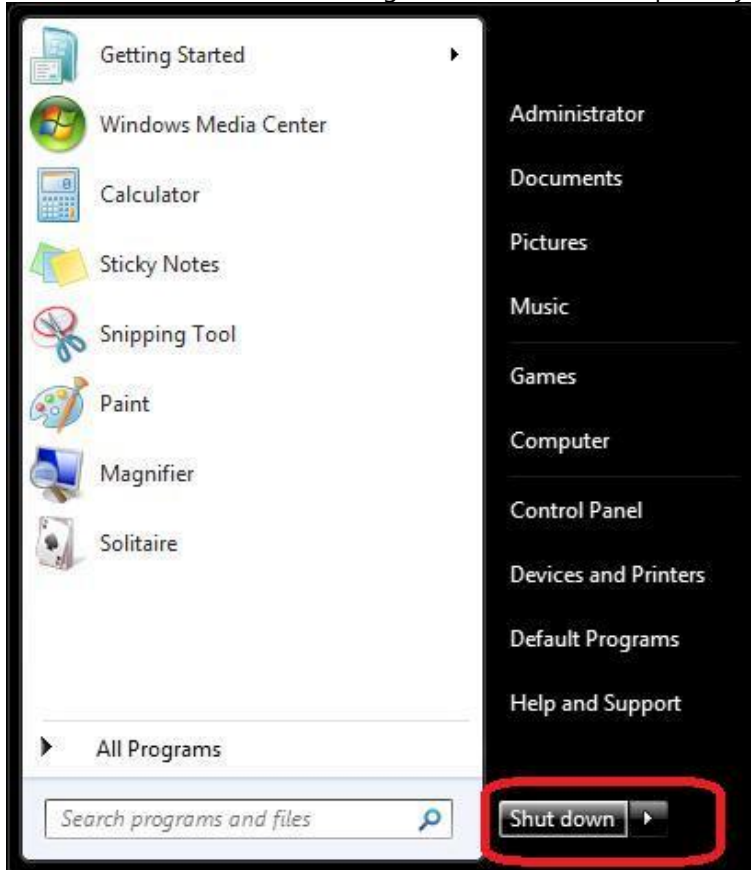 Getting Started
Windows Media Center
Calculator
Sticky Notes
Snipping Tool
Paint
Magnifier
Solitaire
All Programs
Search programs and files
Administrator
Documents
Pictures
Music
Games
Computer
Control Panel
Devices and Printers
Default Programs
Help and Support
Shut down